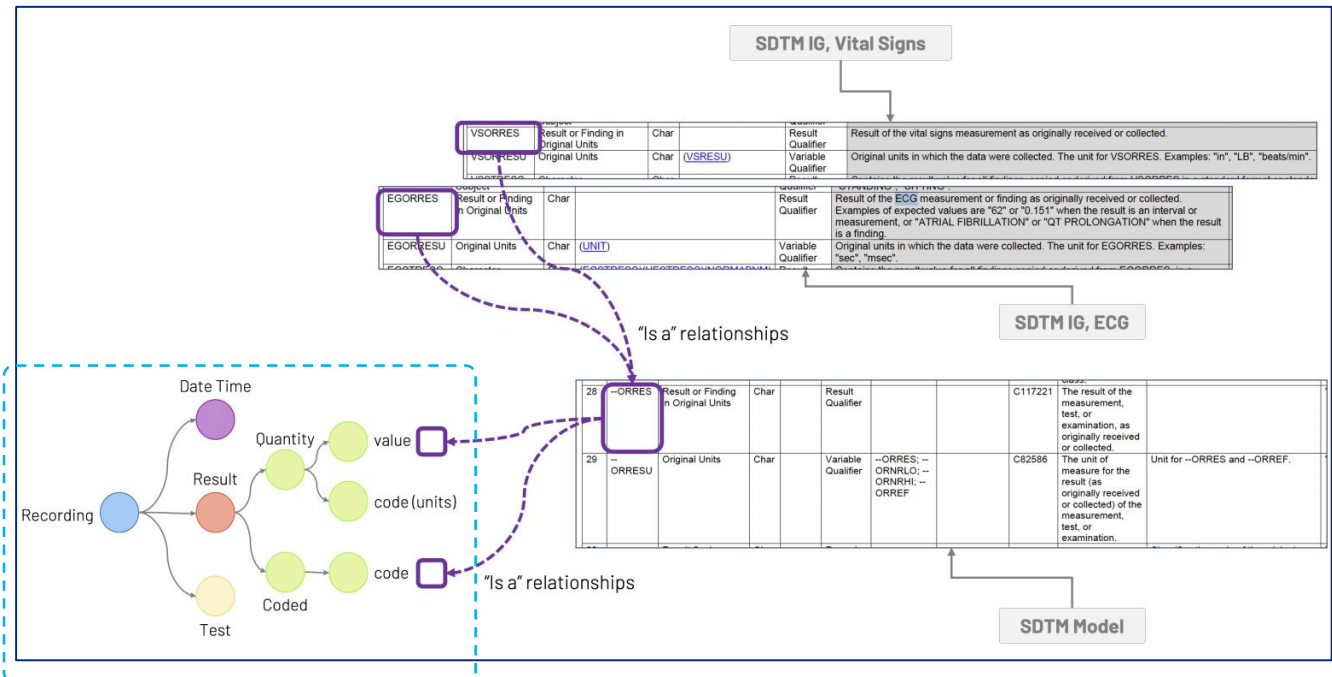 SDTM IG, Vital Signs
VSORRES
Result or Finding in
Original Units
Char
Result
Qualifier
Result of the vital signs measurement as originally received or collected.
VSORRESU
Original Units
Char
(VSRESU)
Variable
Qualifier
Original units in which the data were collected. The unit for VSORRES. Examples: "in", "LB", "beats/min".
EGORRES
Result or Finding
in Original Units
Char
Result
Qualifier
Result of the ECG measurement or finding as originally received or collected.
Examples of expected values are "62" or "0.151" when the result is an interval or
measurement, or "ATRIAL FIBRILLATION" or "QT PROLONGATION" when the result
is a finding.
EGORRESU
Original Units
Char
(UNIT)
Variable
Qualifier
Original units in which the data were collected. The unit for EGORRES. Examples:
"sec", "msec".
SDTM IG, ECG
"Is a" relationships
28
--ORRES
Result or Finding
in Original Units
Char
Result
Qualifier
C117221
The result of the
measurement,
test, or
examination, as
originally received
or collected.
29
--
ORRESU
Original Units
Char
Variable
Qualifier
--ORRES; --
ORNRLO; --
ORNRHI; --
ORREF
C82586
The unit of
measure for the
result (as
originally received
or collected) of the
measurement,
test, or
examination.
Unit for --ORRES and --ORREF.
Date Time
Quantity
value
Result
Recording
code (units)
code
Coded
Test
"Is a" relationships
SDTM Model